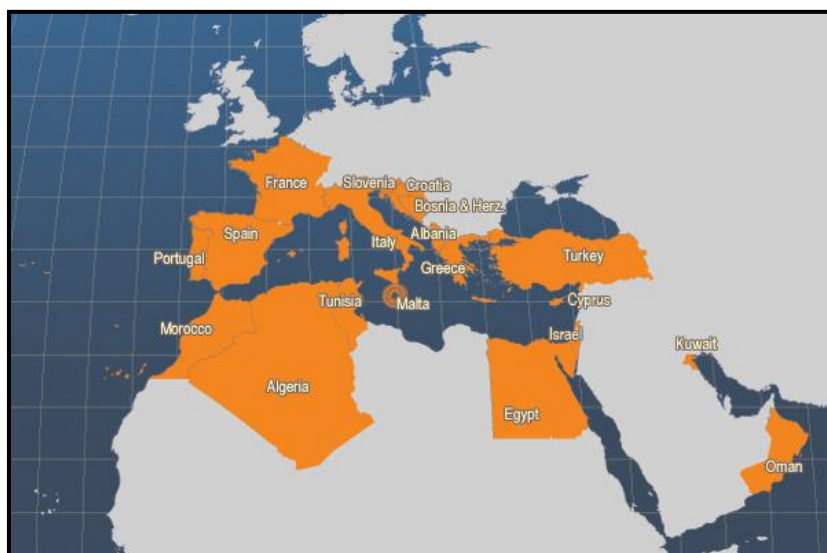 France
Slovenia
Croatia
Bosnia & Herz.
Spain
Italy
Albania
Portugal
Greece
Turkey
Tunisia
Malta
Cyprus
Morocco
Israel
Kuwait
Algeria
Egypt
Oman